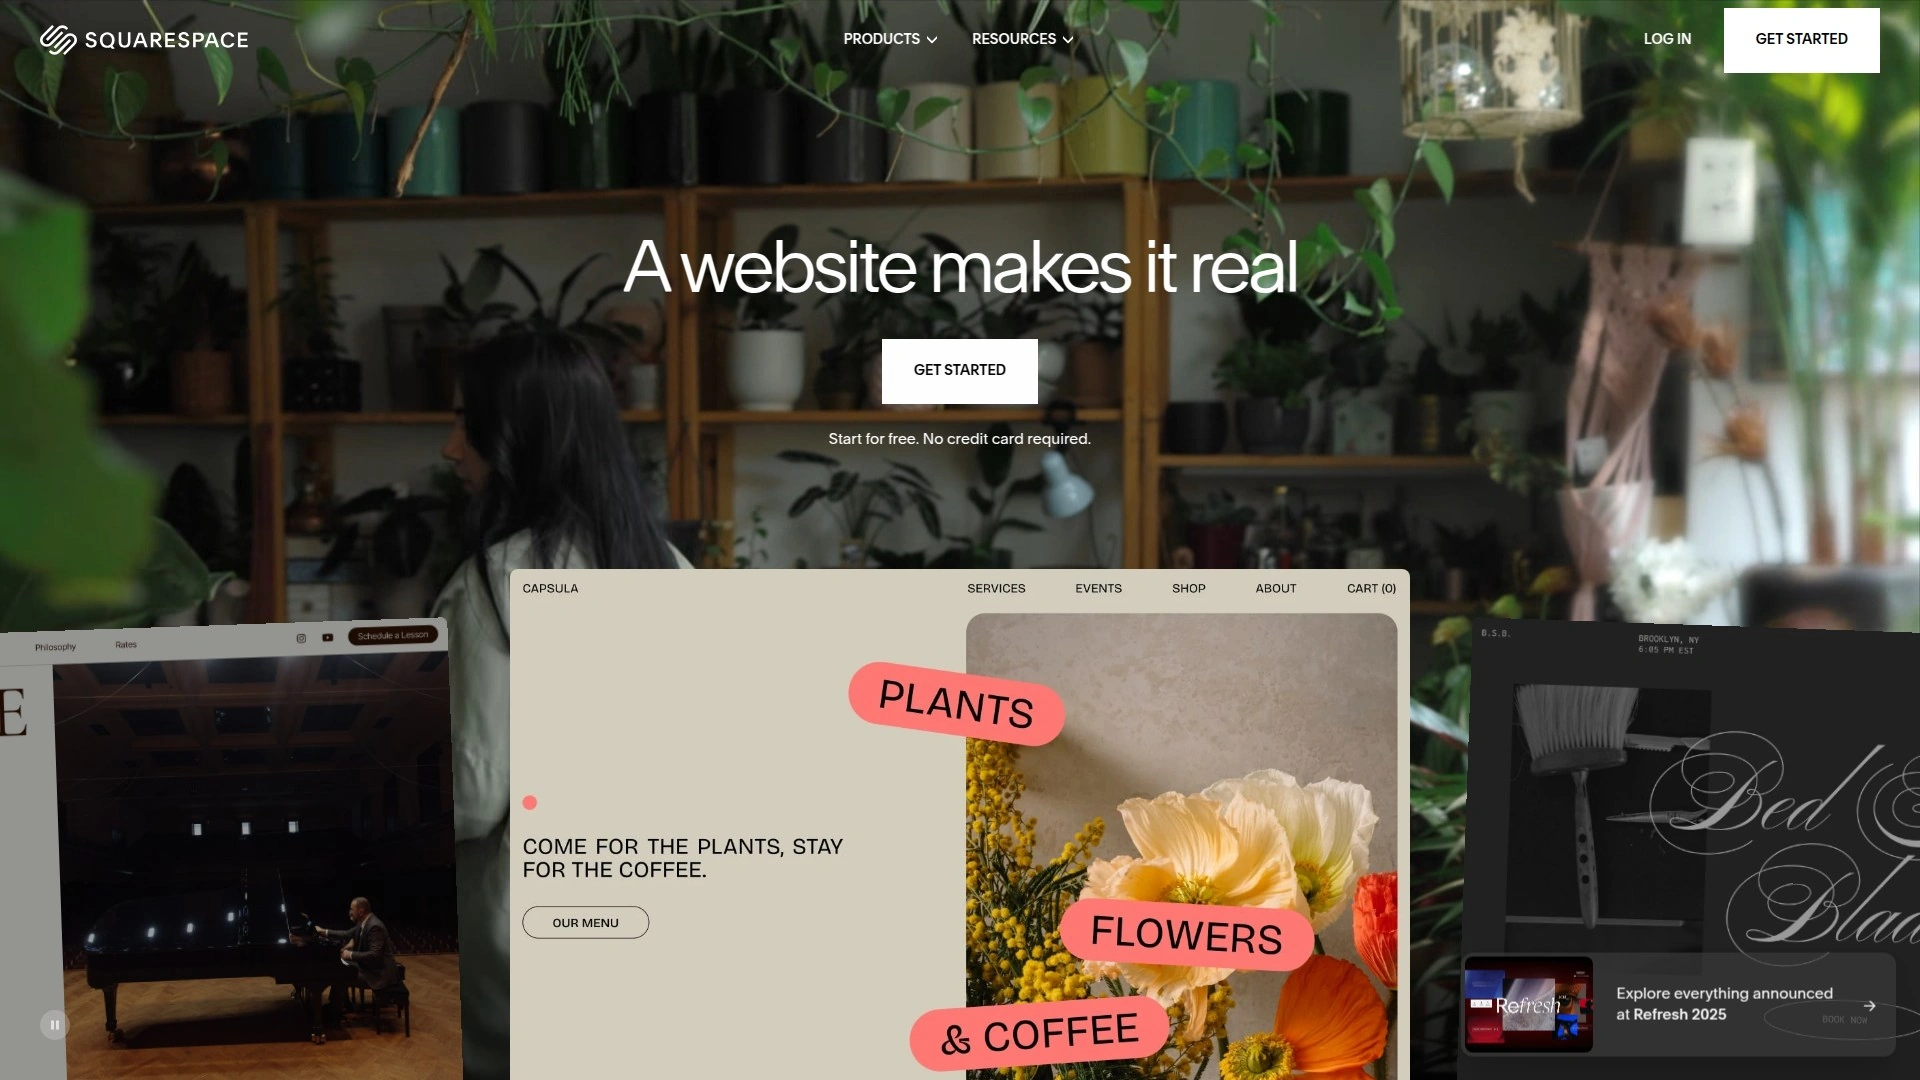 SQUARESPACE
PRODUCTS
RESOURCES
LOG IN
GET STARTED
A website makes it real
GET STARTED
Start for free. No credit card required.
Philosophy
Rates
Schedule a Lesson
E
CAPSULA
SERVICES
EVENTS
SHOP
ABOUT
CART (0)
PLANTS
COME FOR THE PLANTS, STAY
FOR THE COFFEE.
OUR MENU
FLOWERS
& COFFEE
B.S.B.
BROOKLYN, NY
6:05 PM EST
Bed
Refresh
Explore everything announced
at Refresh 2025
BOOK NOW